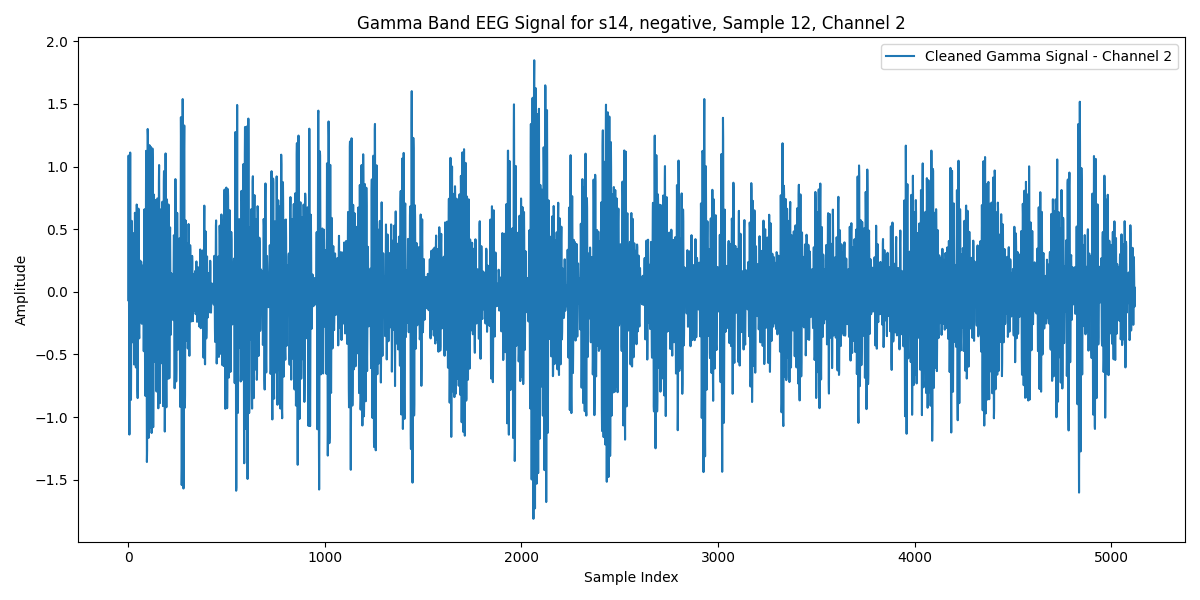 Gamma Band EEG Signal for s14, negative, Sample 12, Channel 2
Cleaned Gamma Signal - Channel 2
Amplitude
2.0
1.5
1.0
0.5
0.0
−0.5
−1.0
−1.5
0 1000 2000 3000 4000 5000
Sample Index